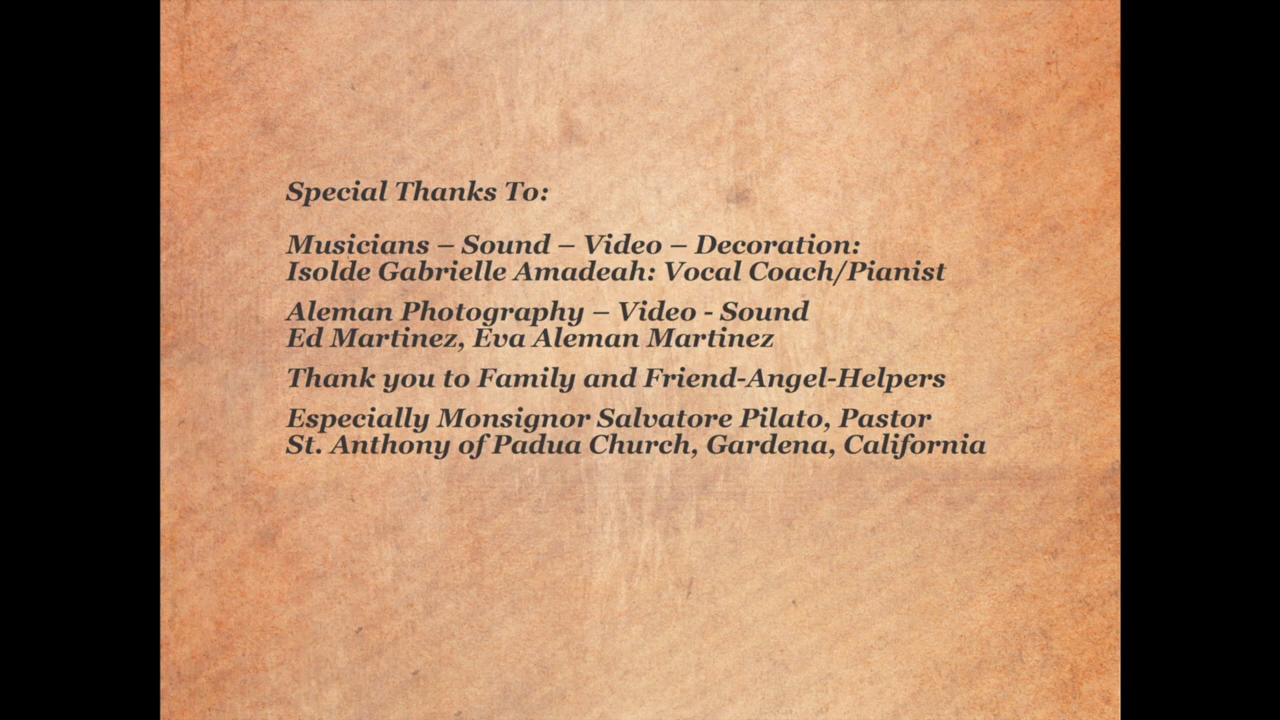 Special Thanks To:
Musicians – Sound – Video – Decoration:
Isolde Gabrielle Amadeah: Vocal Coach/Pianist
Aleman Photography – Video - Sound
Ed Martinez, Eva Aleman Martinez
Thank you to Family and Friend-Angel-Helpers
Especially Monsignor Salvatore Pilato, Pastor
St. Anthony of Padua Church, Gardena, California